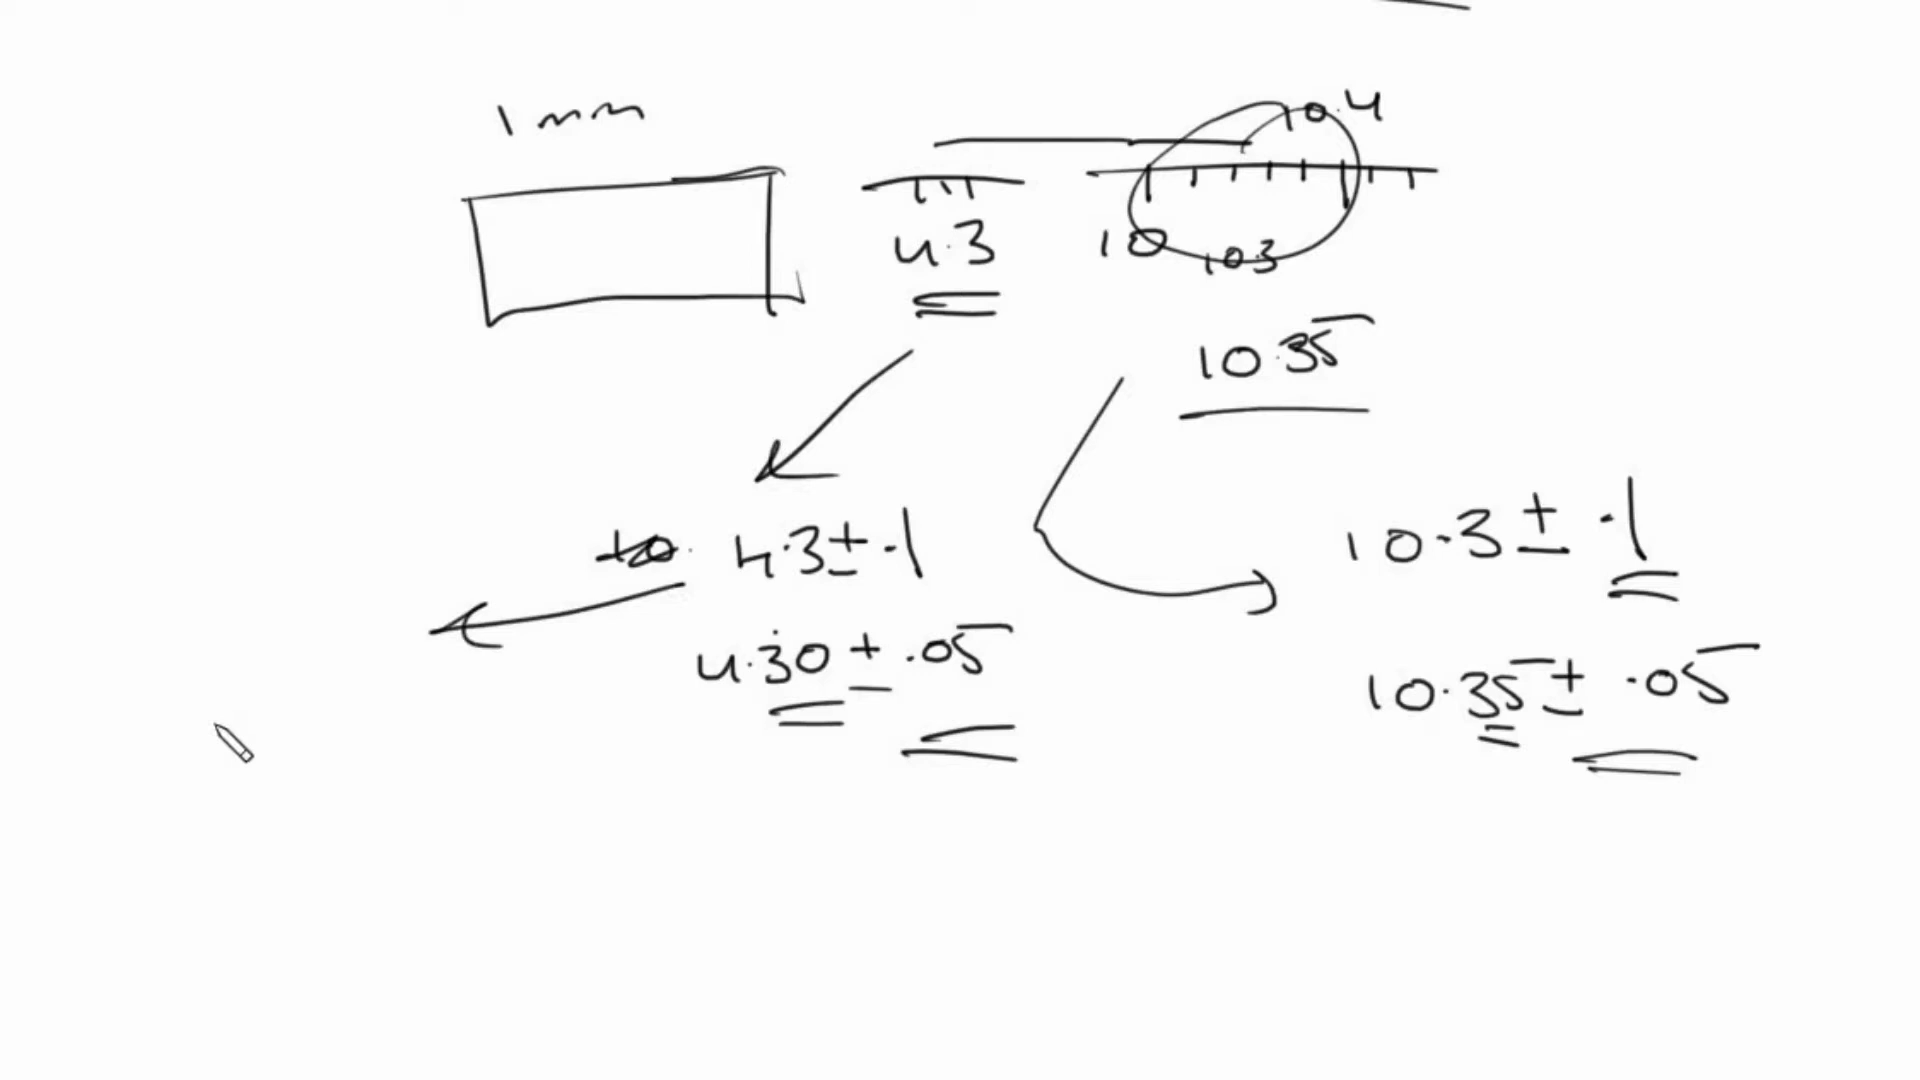 1 mm
10.4
4.3
10
10.3
10.35
10.3 ± .1
4.3 ± .1
4.30 ± .05
10.35 ± .05